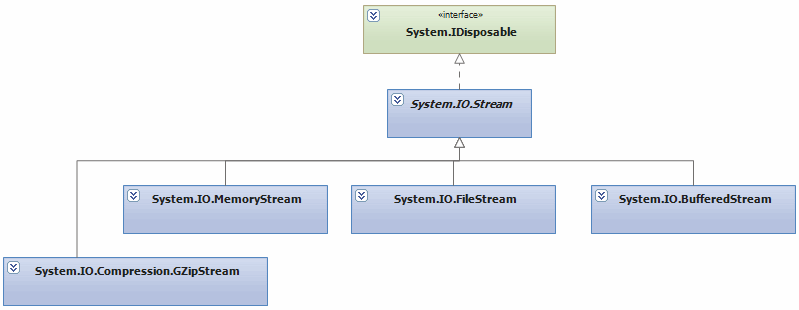 «interface»
System.IDisposable
System.IO.Stream
System.IO.MemoryStream
System.IO.FileStream
System.IO.BufferedStream
System.IO.Compression.GZipStream